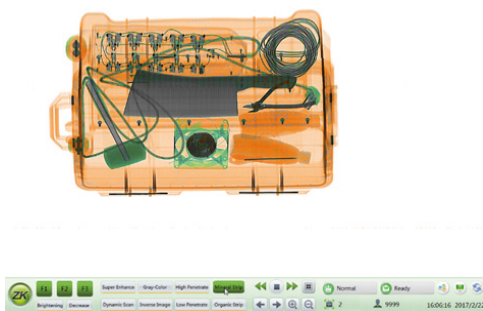 ZK
F1 F2 F3 Super Enhance Gray-Color High Penetrate Mineral Strip Normal Ready
Brightening Decrease Dynamic Scan Inverse Image Low Penetrate Organic Strip 2 9999 16:06:16 2017/2/22